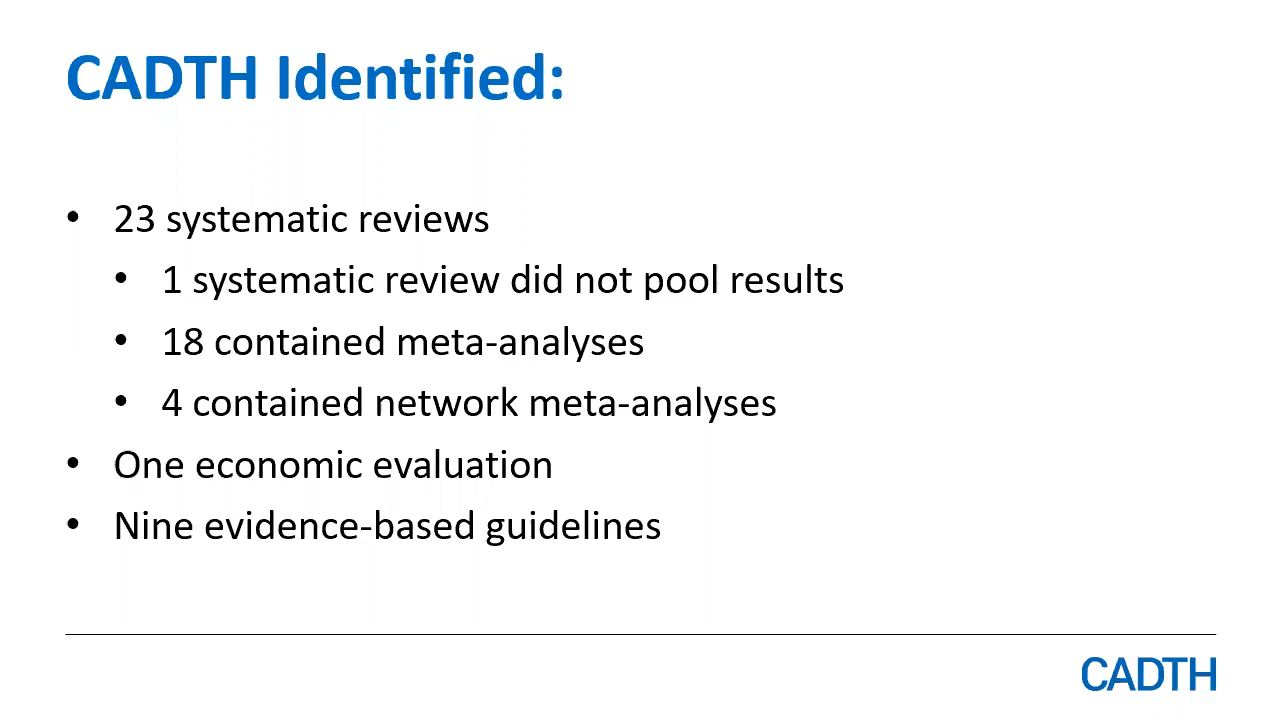 CADTH Identified:
• 23 systematic reviews
• 1 systematic review did not pool results
• 18 contained meta-analyses
• 4 contained network meta-analyses
• One economic evaluation
• Nine evidence-based guidelines
CADTH